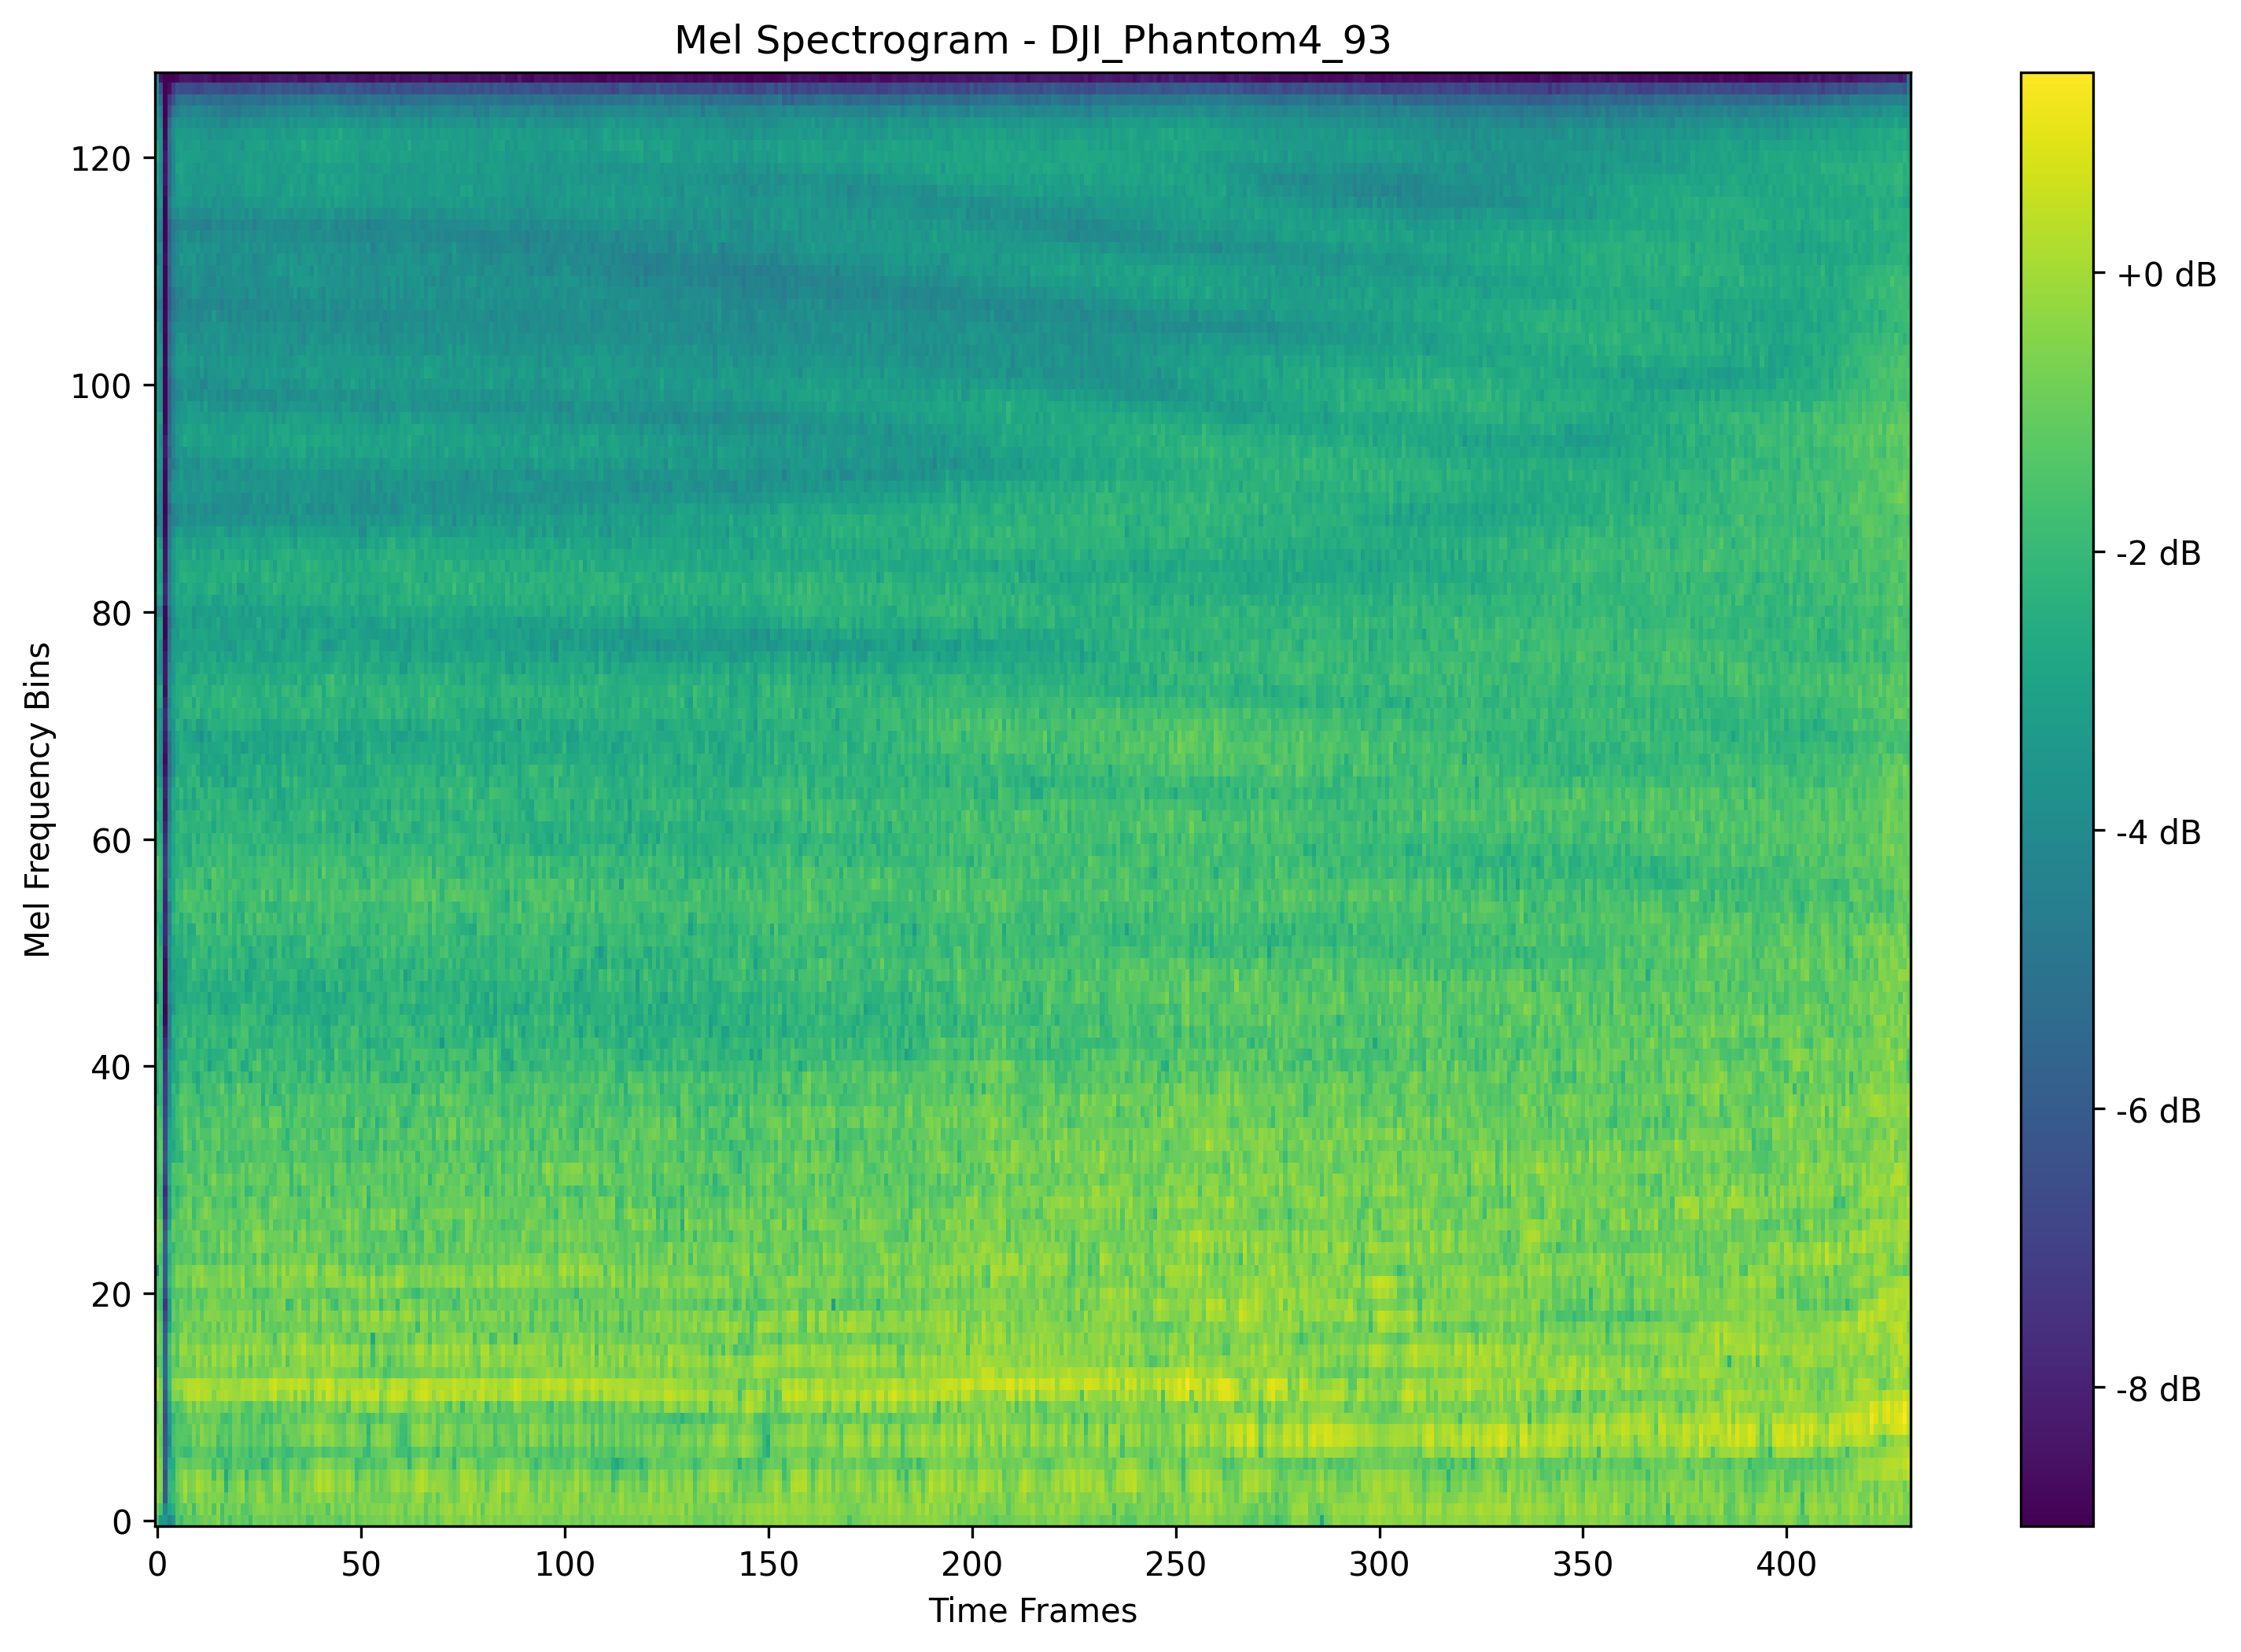 Mel Spectrogram - DJI_Phantom4_93
Mel Frequency Bins
120
100
80
60
40
20
0
0 50 100 150 200 250 300 350 400
Time Frames
+0 dB
-2 dB
-4 dB
-6 dB
-8 dB